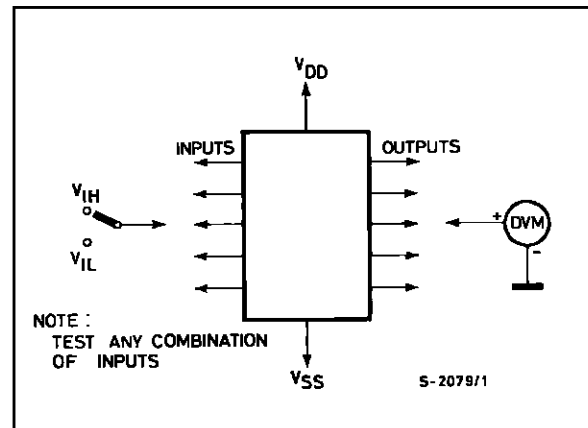 VDD
INPUTS
OUTPUTS
VIH
VIL
+
DVM
-
NOTE :
TEST ANY COMBINATION
OF INPUTS
VSS
S-2079/1